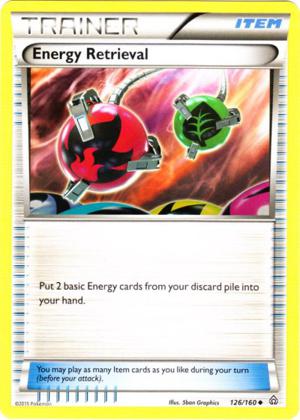 TRAINER ITEM
Energy Retrieval
Put 2 basic Energy cards from your discard pile into
your hand.
You may play as many Item cards as you like during your turn
(before your attack).
©2015 Pokémon Illus. 5ban Graphics 126/160